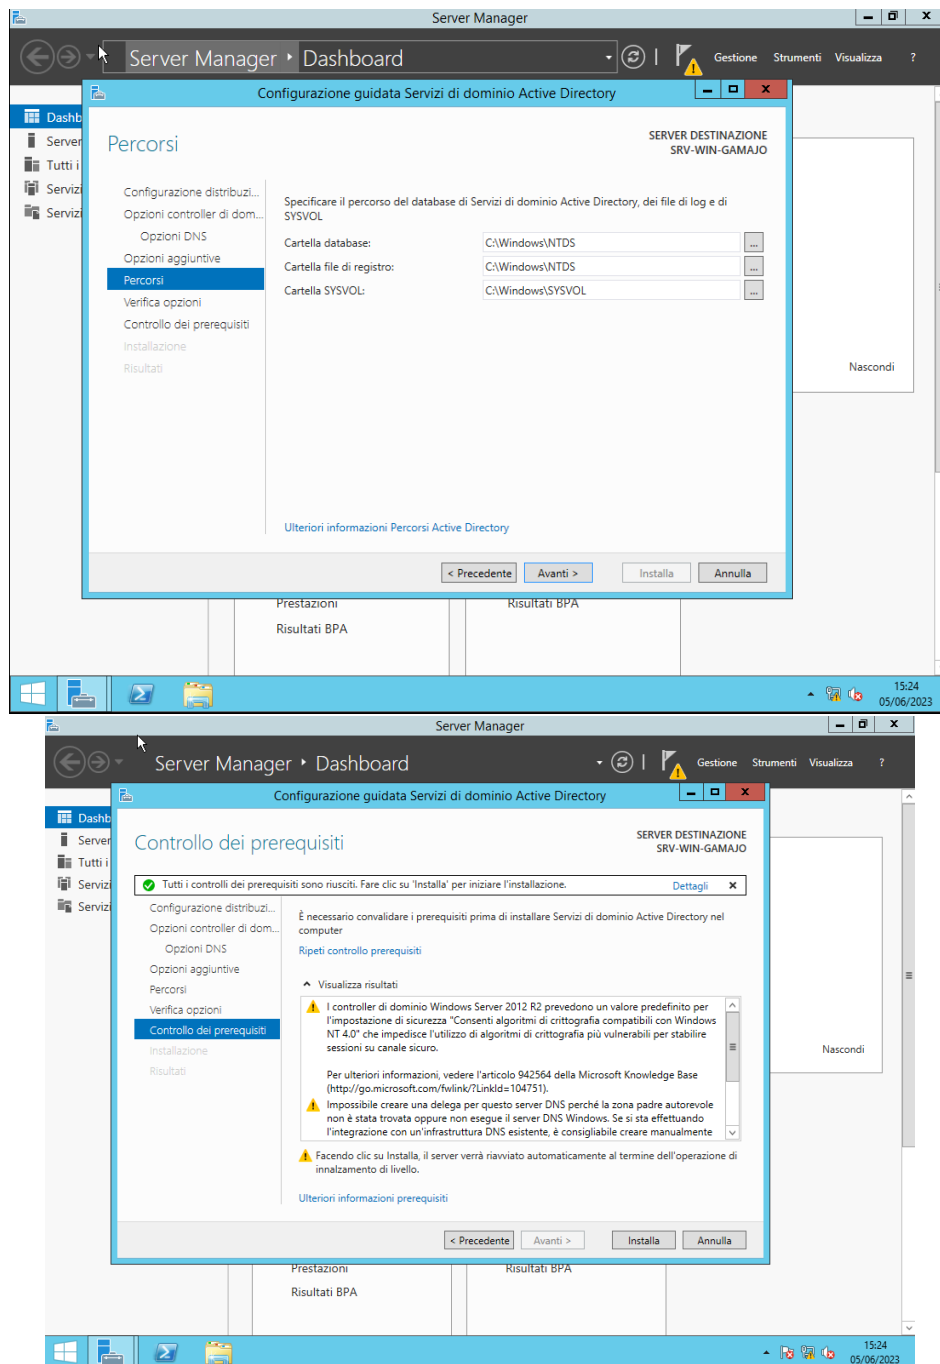 Server Manager
Server Manager • Dashboard
Gestione Strumenti Visualizza ?
Configurazione guidata Servizi di dominio Active Directory
Dashb
Server
Tutti i
Servizi
Servizi
Percorsi
SERVER DESTINAZIONE
SRV-WIN-GAMAJO
Configurazione distribuzi...
Opzioni controller di dom...
Opzioni DNS
Opzioni aggiuntive
Percorsi
Verifica opzioni
Controllo dei prerequisiti
Installazione
Risultati
Specificare il percorso del database di Servizi di dominio Active Directory, dei file di log e di
SYSVOL
Cartella database: C:\Windows\NTDS ...
Cartella file di registro: C:\Windows\NTDS ...
Cartella SYSVOL: C:\Windows\SYSVOL ...
Nascondi
Ulteriori informazioni Percorsi Active Directory
< Precedente Avanti > Installa Annulla
Prestazioni Risultati BPA
Risultati BPA
15:24
05/06/2023
Server Manager
Server Manager • Dashboard
Gestione Strumenti Visualizza ?
Configurazione guidata Servizi di dominio Active Directory
Dashb
Server
Tutti i
Servizi
Servizi
Controllo dei prerequisiti
SERVER DESTINAZIONE
SRV-WIN-GAMAJO
Tutti i controlli dei prerequisiti sono riusciti. Fare clic su 'Installa' per iniziare l'installazione. Dettagli
Configurazione distribuzi...
Opzioni controller di dom...
Opzioni DNS
Opzioni aggiuntive
Percorsi
Verifica opzioni
Controllo dei prerequisiti
Installazione
Risultati
È necessario convalidare i prerequisiti prima di installare Servizi di dominio Active Directory nel
computer
Ripeti controllo prerequisiti
Visualizza risultati
I controller di dominio Windows Server 2012 R2 prevedono un valore predefinito per
l'impostazione di sicurezza "Consenti algoritmi di crittografia compatibili con Windows
NT 4.0" che impedisce l'utilizzo di algoritmi di crittografia più vulnerabili per stabilire
sessioni su canale sicuro.
Per ulteriori informazioni, vedere l'articolo 942564 della Microsoft Knowledge Base
(http://go.microsoft.com/fwlink/?LinkId=104751).
Impossibile creare una delega per questo server DNS perché la zona padre autorevole
non è stata trovata oppure non esegue il server DNS Windows. Se si sta effettuando
l'integrazione con un'infrastruttura DNS esistente, è consigliabile creare manualmente
Facendo clic su Installa, il server verrà riavviato automaticamente al termine dell'operazione di
innalzamento di livello.
Ulteriori informazioni prerequisiti
Nascondi
< Precedente Avanti > Installa Annulla
Prestazioni Risultati BPA
Risultati BPA
15:24
05/06/2023